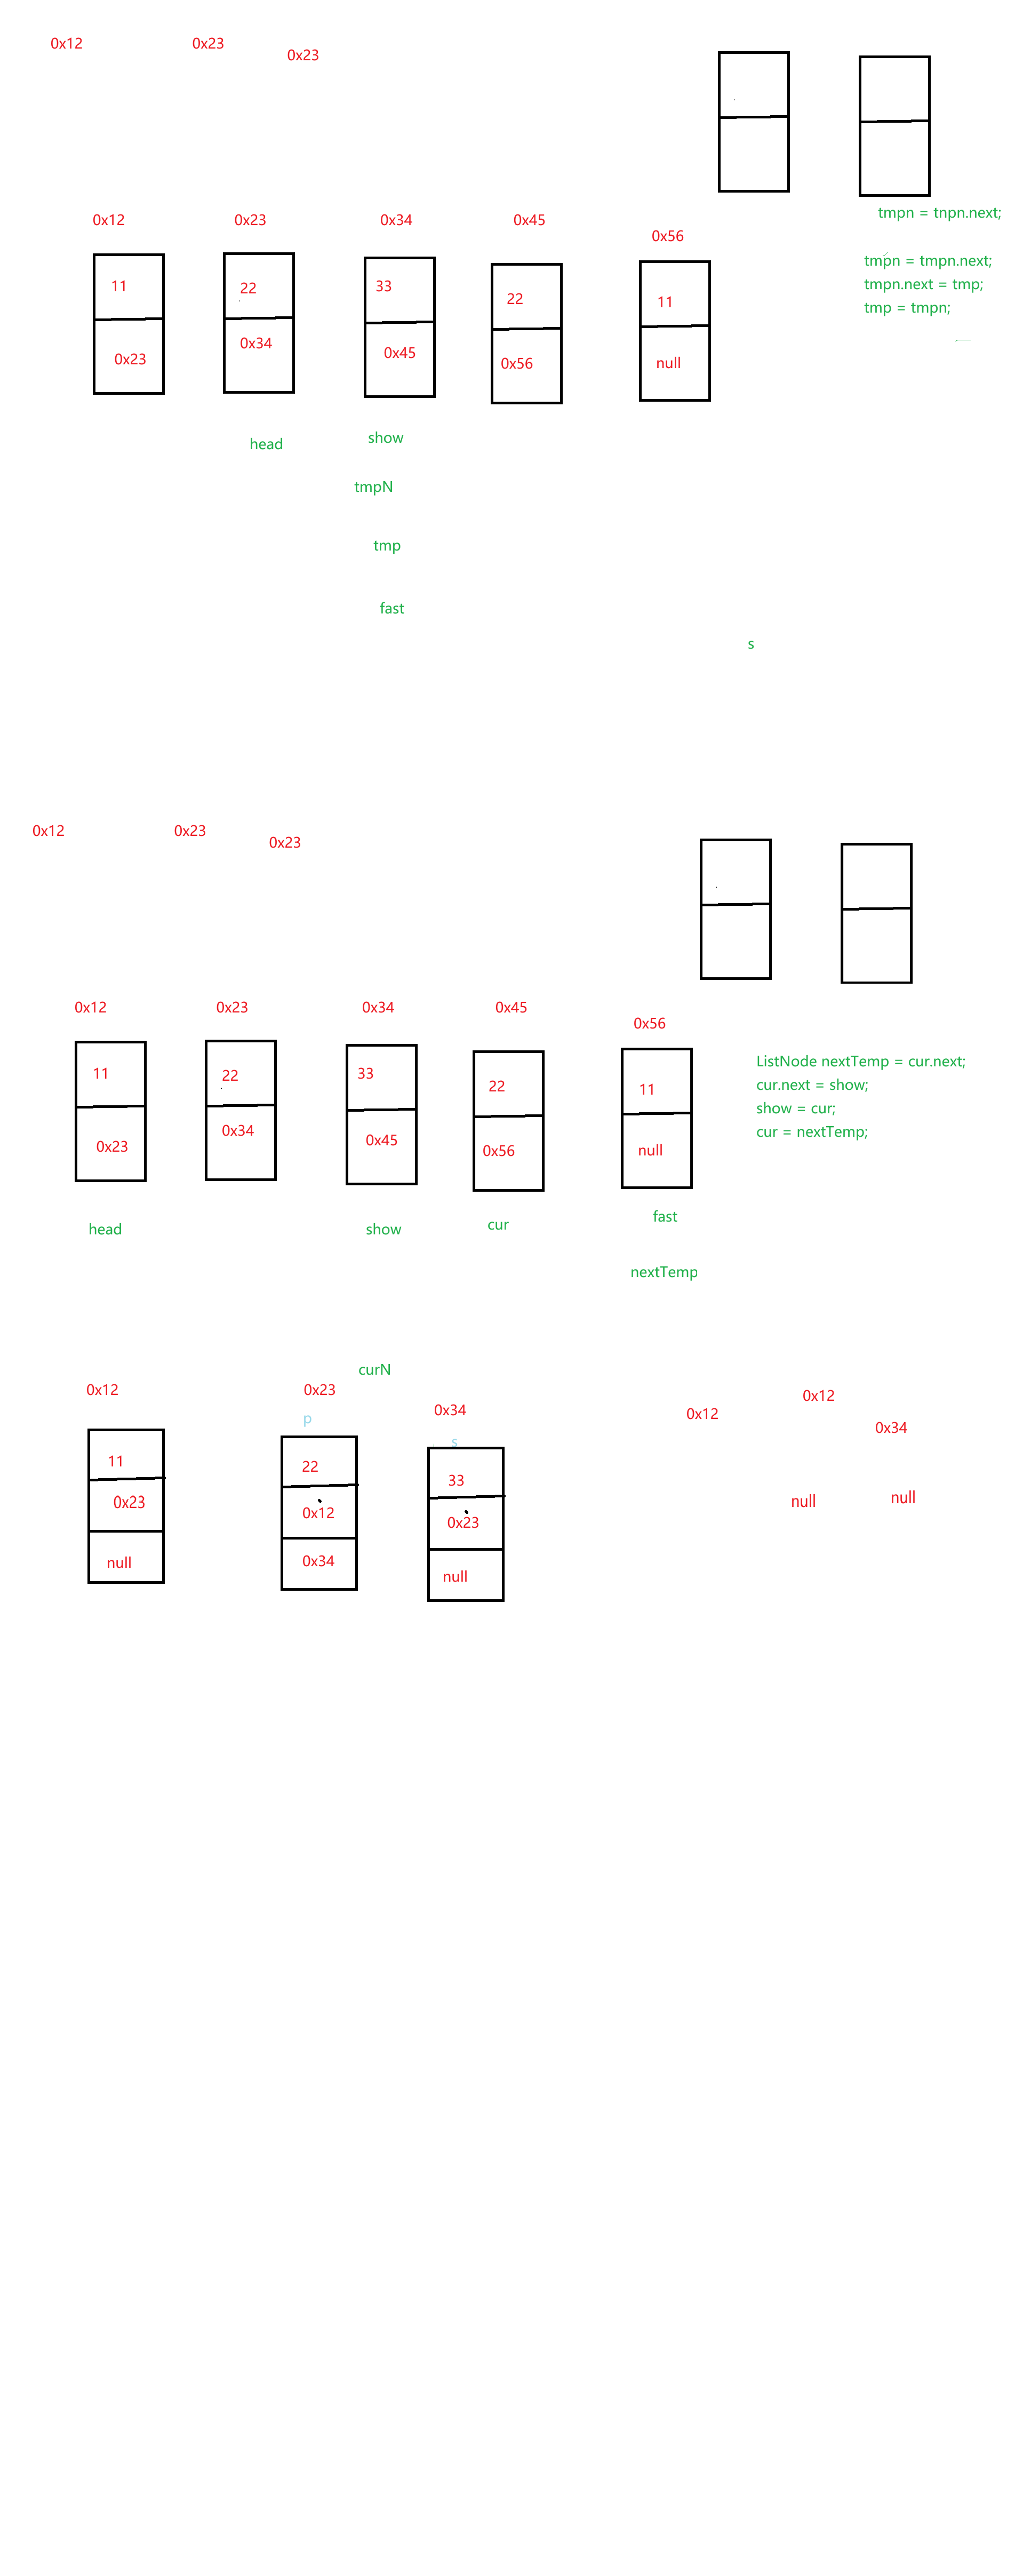 0x12
0x23
0x23
0x12
0x23
0x34
0x45
0x56
11
22
33
22
11
0x23
0x34
0x45
0x56
null
tmpn = tnpn.next;
tmpn = tmpn.next;
tmpn.next = tmp;
tmp = tmpn;
head
show
tmpN
tmp
fast
s
0x12
0x23
0x23
0x12
0x23
0x34
0x45
0x56
11
22
33
22
11
0x23
0x34
0x45
0x56
null
ListNode nextTemp = cur.next;
cur.next = show;
show = cur;
cur = nextTemp;
head
show
cur
fast
nextTemp
curN
0x12
0x23
0x34
p
s
11
22
33
0x23
0x12
0x23
null
0x34
null
0x12
0x12
0x34
null
null